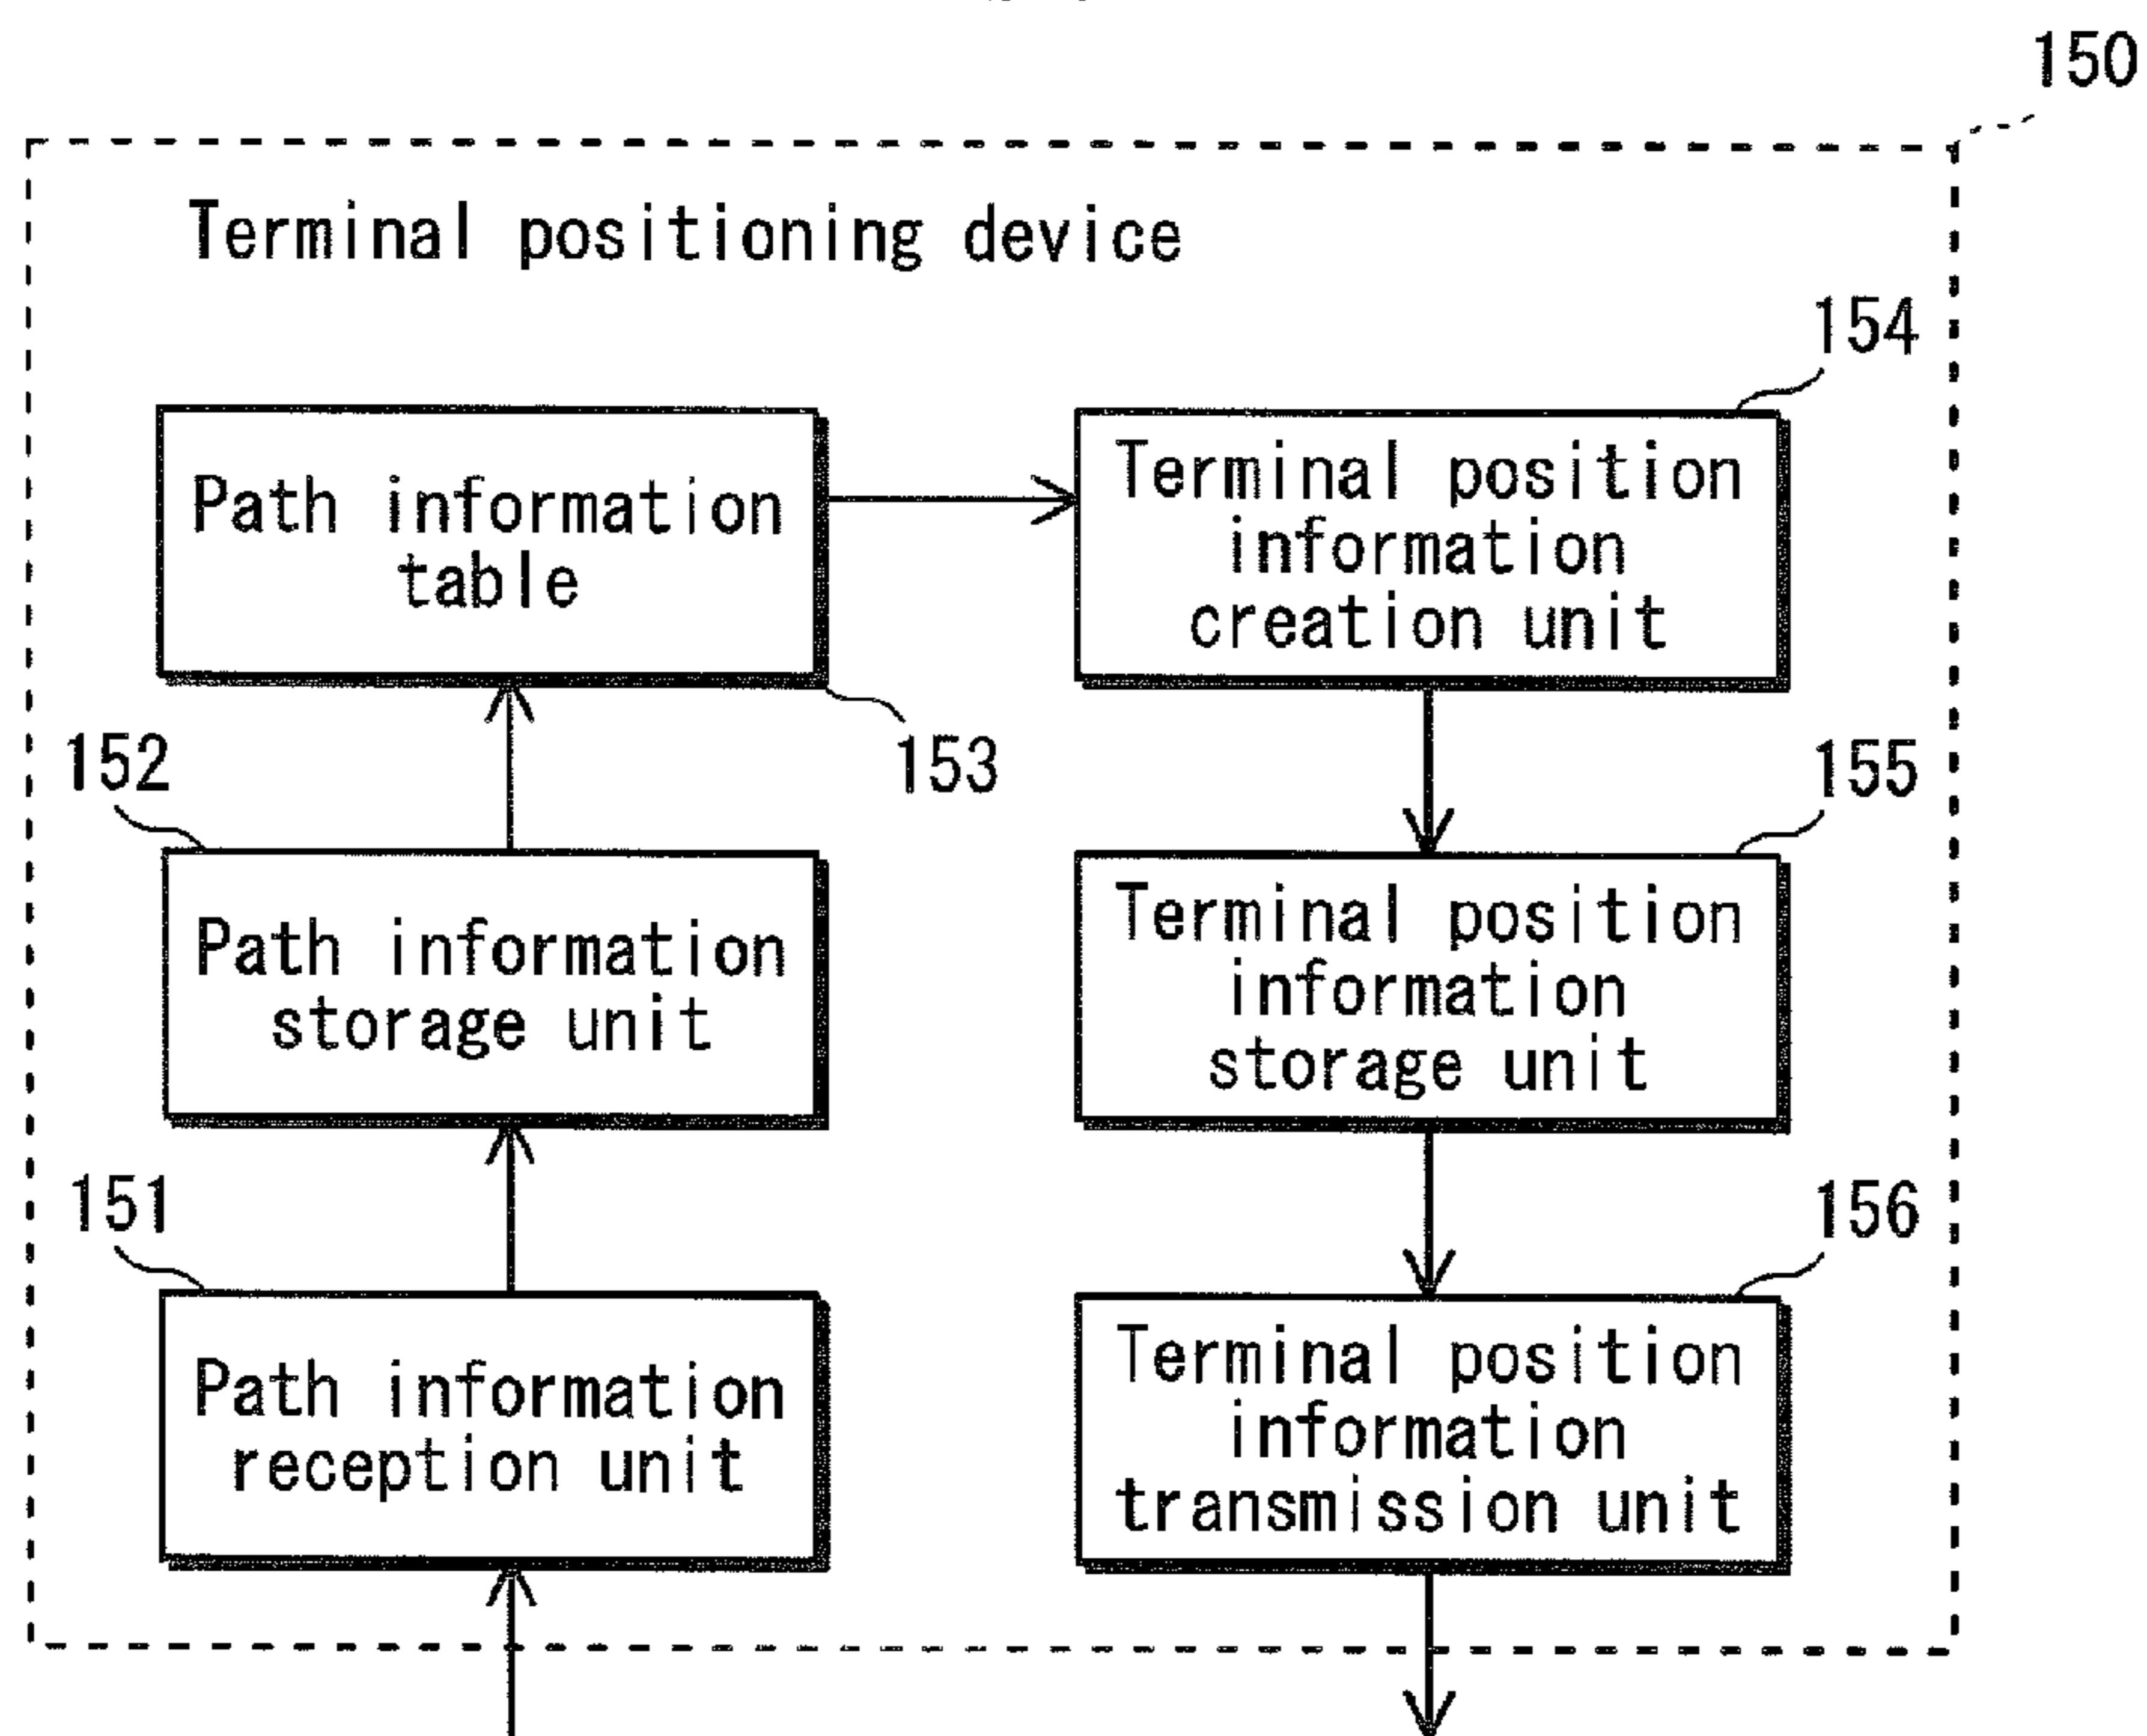 150
Terminal positioning device
154
Path information
table
Terminal position
information
creation unit
152
153
155
Path information
storage unit
Terminal position
information
storage unit
151
156
Path information
reception unit
Terminal position
information
transmission unit